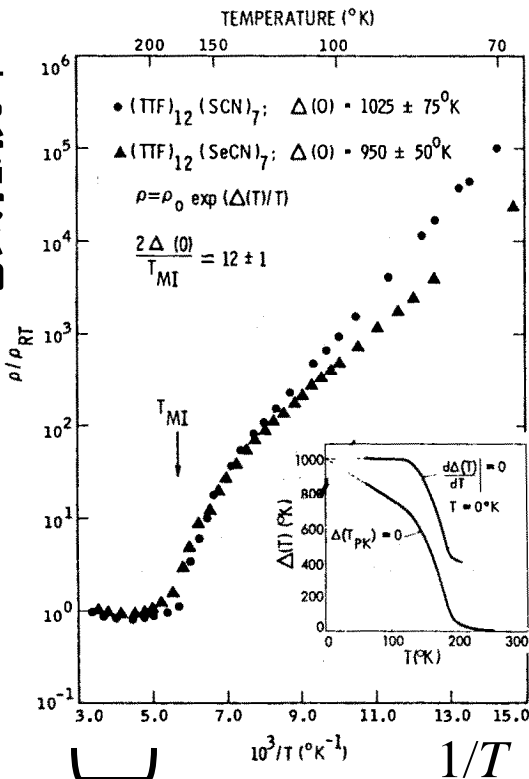 TEMPERATURE (°K)
200 150 100 70
10^6
● (TTF)12 (SCN)7; Δ(0) = 1025 ± 75°K
10^5
▲ (TTF)12 (SeCN)7; Δ(0) = 950 ± 50°K
ρ=ρ0 exp (Δ(T)/T)
10^4
2Δ(0)/TMI = 12 ± 1
ρ/ρRT
10^3
TMI
10^2
10^1
10^0
10^-1
3.0 5.0 7.0 9.0 11.0 13.0 15.0
10^3/T (°K^-1)
1/T
1000
800
600
400
200
0
Δ(T) (°K)
dΔ(T)/dT| = 0
T = 0°K
Δ(TPK) = 0
0 100 200 300
T(°K)